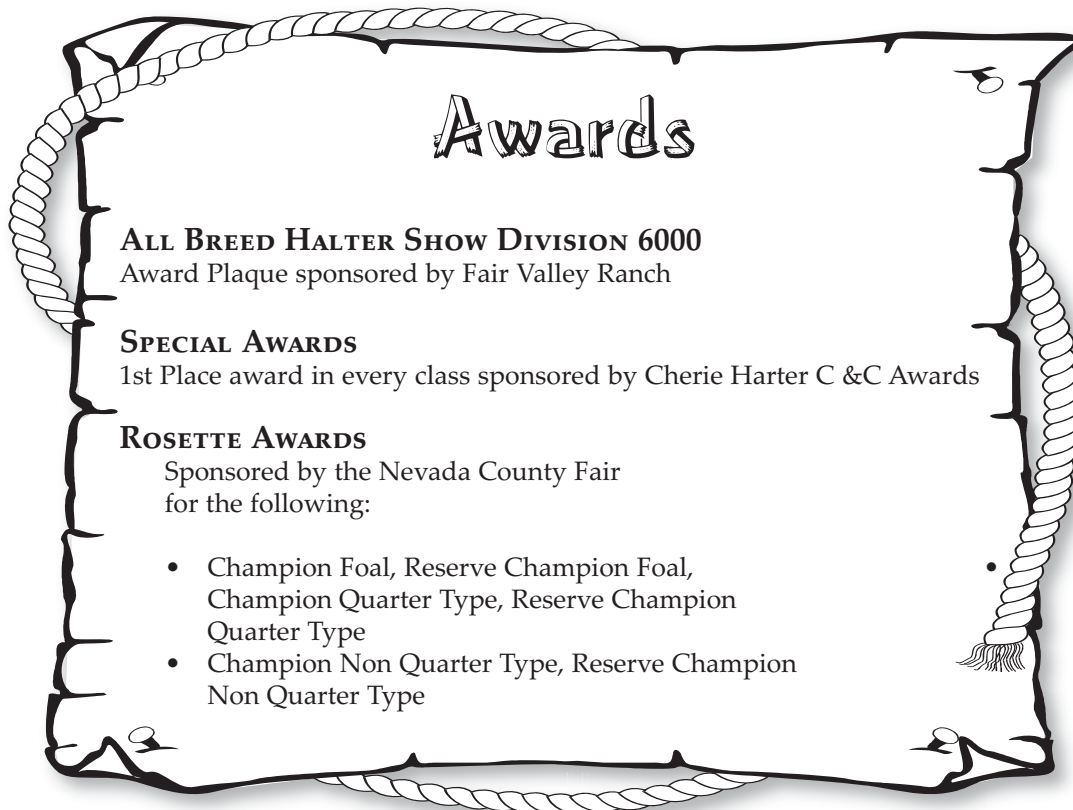 Awards
All Breed Halter Show Division 6000
Award Plaque sponsored by Fair Valley Ranch
Special Awards
1st Place award in every class sponsored by Cherie Harter C &C Awards
Rosette Awards
Sponsored by the Nevada County Fair
for the following:
• Champion Foal, Reserve Champion Foal,
Champion Quarter Type, Reserve Champion
Quarter Type
• Champion Non Quarter Type, Reserve Champion
Non Quarter Type
•